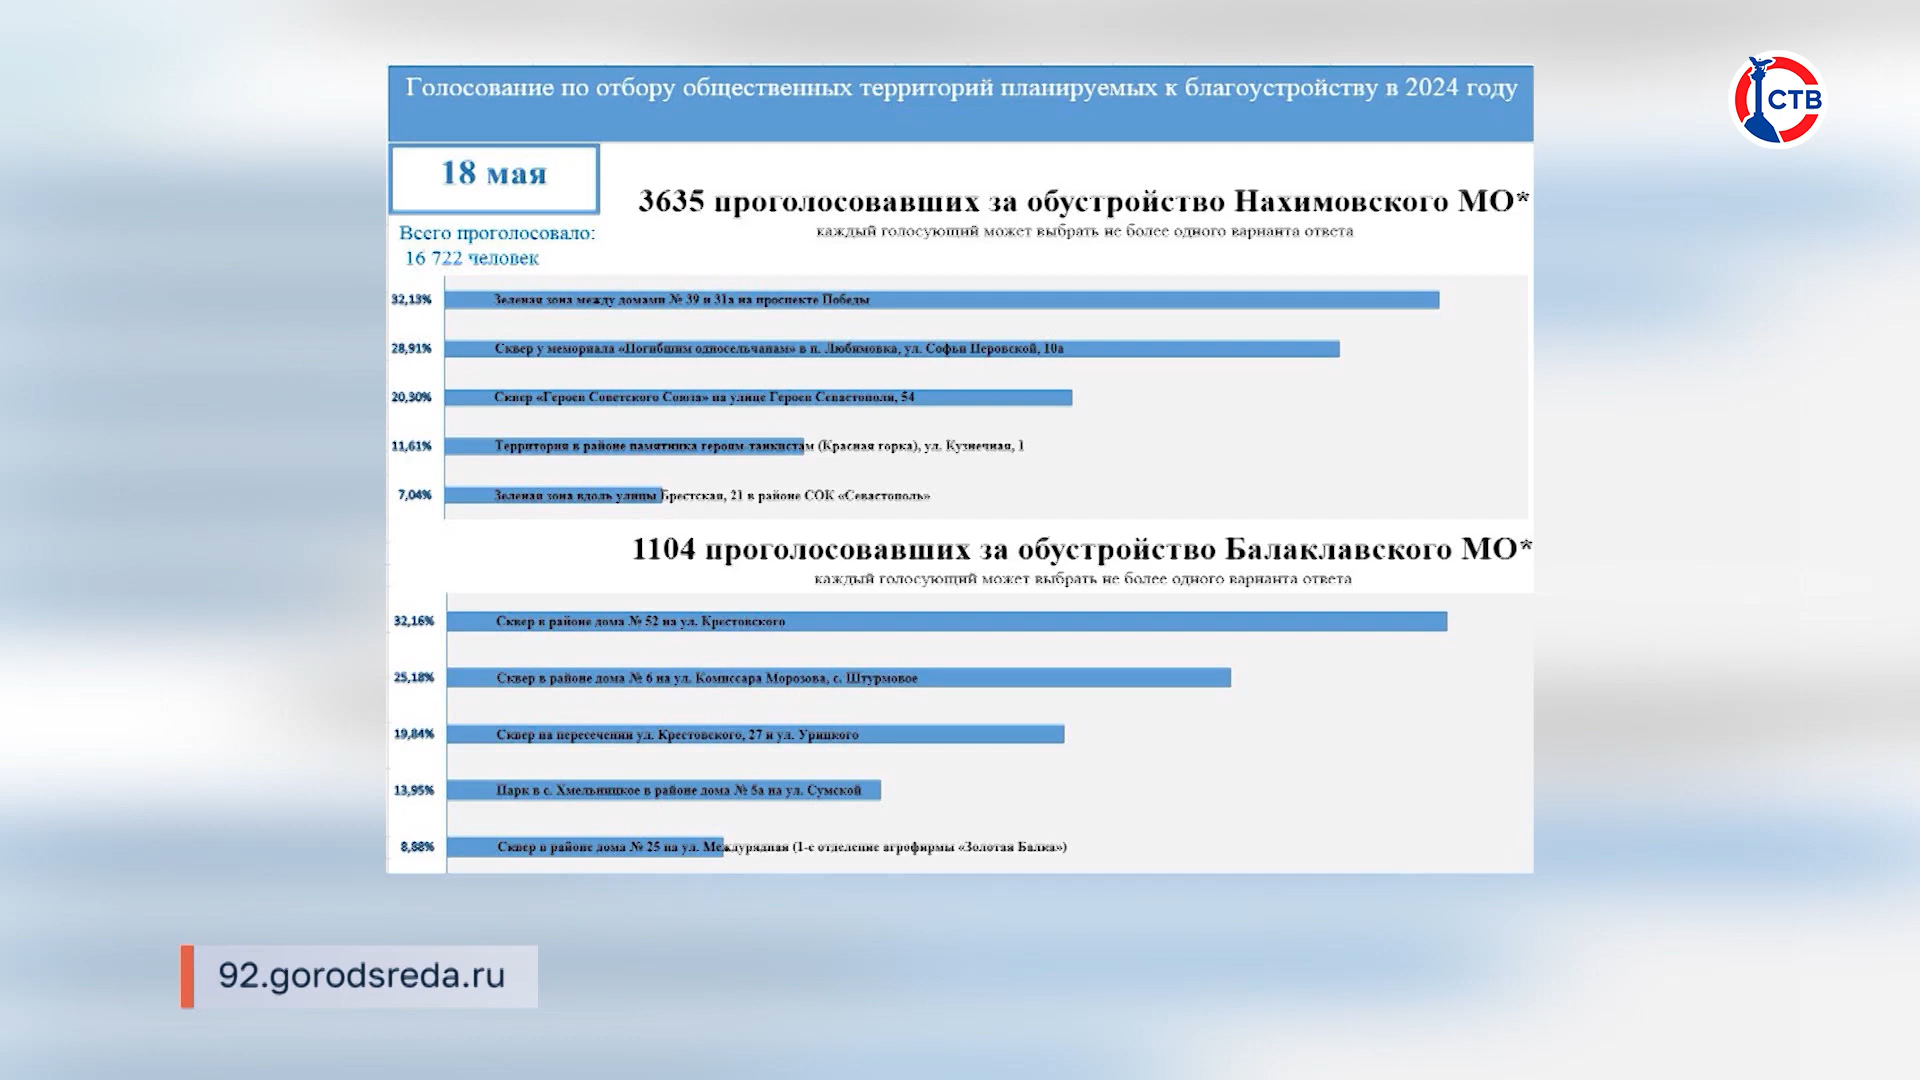 Голосование по отбору общественных территорий планируемых к благоустройству в 2024 году
СТВ
18 мая
3635 проголосовавших за обустройство Нахимовского МО*
каждый голосующий может выбрать не более одного варианта ответа
Всего проголосовало:
16 722 человек
32,13% Зеленая зона между домами № 39 и 31а на проспекте Победы
28,91% Сквер у мемориала «Погибшим односельчанам» в п. Любимовка, ул. Софьи Перовской, 10а
20,30% Сквер «Героев Советского Союза» на улице Героев Севастополя, 54
11,61% Территория в районе памятника героям-танкистам (Красная горка), ул. Кузнечная, 1
7,04% Зеленая зона вдоль улицы Брестская, 21 в районе СОК «Севастополь»
1104 проголосовавших за обустройство Балаклавского МО*
каждый голосующий может выбрать не более одного варианта ответа
32,16% Сквер в районе дома № 52 на ул. Крестовского
25,18% Сквер в районе дома № 6 на ул. Комиссара Морозова, с. Штурмовое
19,84% Сквер на пересечении ул. Крестовского, 27 и ул. Урицкого
13,95% Парк в с. Хмельницкое в районе дома № 5а на ул. Сумской
8,88% Сквер в районе дома № 25 на ул. Междурядная (1-е отделение агрофирмы «Золотая Балка»)
92.gorodsreda.ru